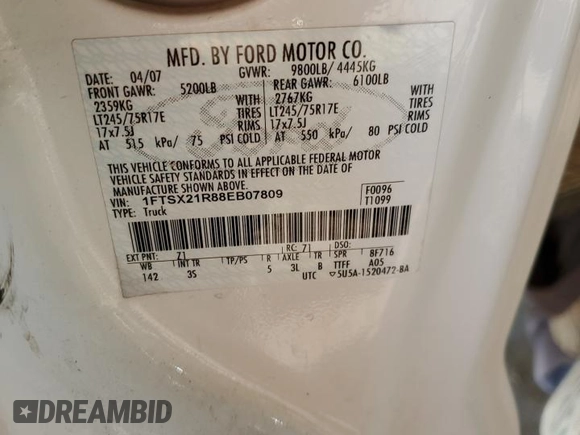 MFD. BY FORD MOTOR CO.
DATE: 04/07 GVWR: 9800LB/ 4445KG
FRONT GAWR: 5200LB REAR GAWR: 6100LB
2359KG WITH 2767KG WITH
LT245/75R17E TIRES LT245/75R17E TIRES
17x7.5J RIMS 17x7.5J RIMS
AT 515 kPa/ 75 PSI COLD AT 550 kPa/ 80 PSI COLD
THIS VEHICLE CONFORMS TO ALL APPLICABLE FEDERAL MOTOR
VEHICLE SAFETY STANDARDS IN EFFECT ON THE DATE OF
MANUFACTURE SHOWN ABOVE.
VIN: 1FTSX21R88EB07809 F0096
TYPE: Truck T1099
EXT PNT: Z1 RC: 71 DSO:
WB INT TR TP/PS R AXLE TR SPR 8F716
142 3S 5 3L B TTFF A05
UTC 5U5A-1520472-BA
Ford
DREAMBID